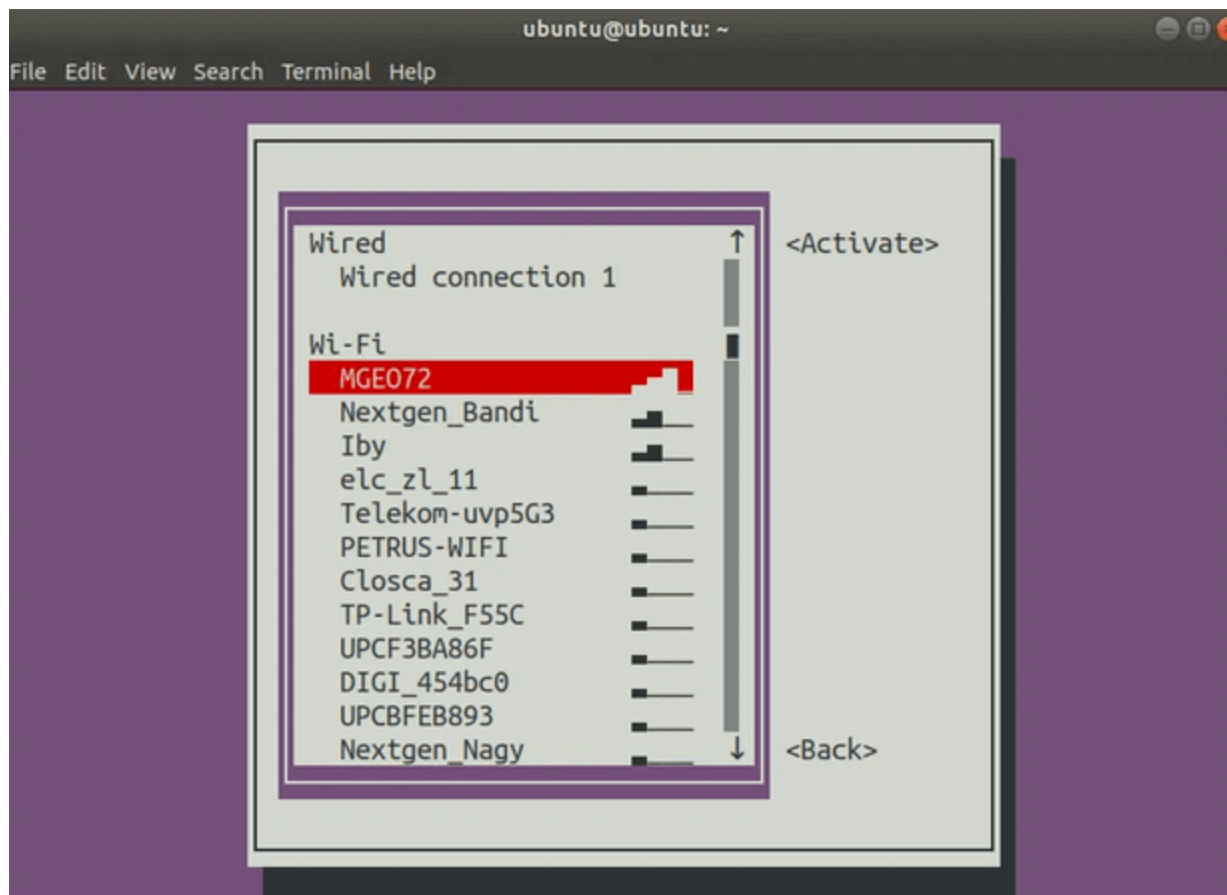 ubuntu@ubuntu: ~
File Edit View Search Terminal Help
Wired ↑ <Activate>
Wired connection 1
Wi-Fi
MGEO72
Nextgen_Bandi
Iby
elc_zl_11
Telekom-uvp5G3
PETRUS-WIFI
Closca_31
TP-Link_F55C
UPCF3BA86F
DIGI_454bc0
UPCBFEB893
Nextgen_Nagy ↓ <Back>